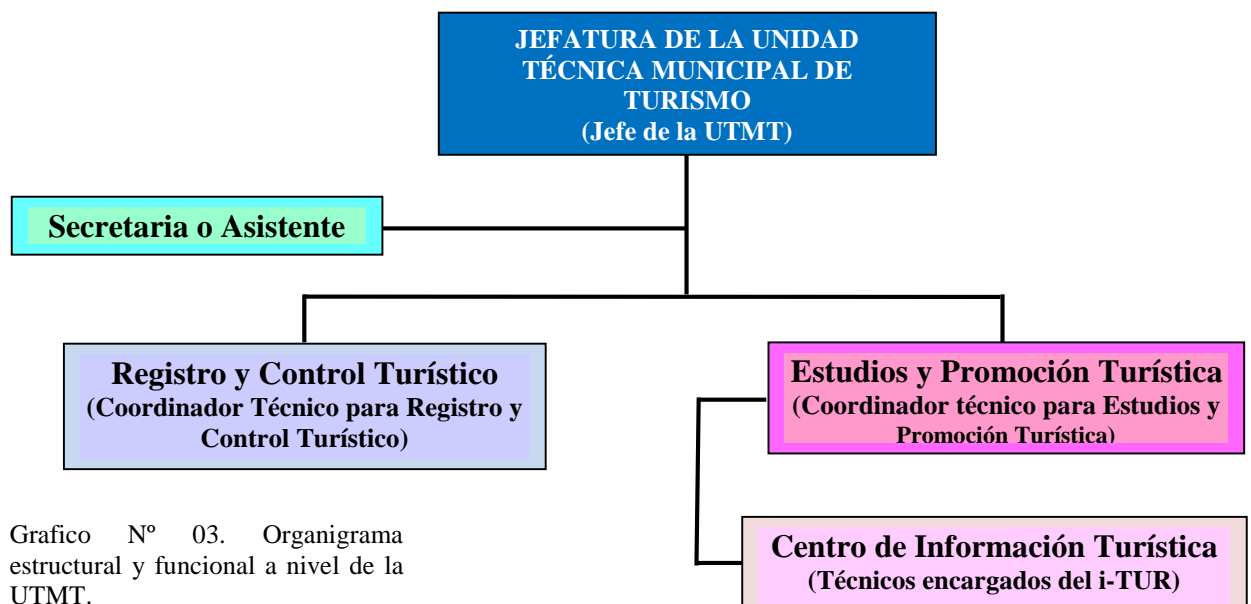 JEFATURA DE LA UNIDAD
TÉCNICA MUNICIPAL DE
TURISMO
(Jefe de la UTMT)
Secretaria o Asistente
Registro y Control Turístico
(Coordinador Técnico para Registro y
Control Turístico)
Estudios y Promoción Turística
(Coordinador técnico para Estudios y
Promoción Turística)
Centro de Información Turística
(Técnicos encargados del i-TUR)
Grafico Nº 03. Organigrama
estructural y funcional a nivel de la
UTMT.